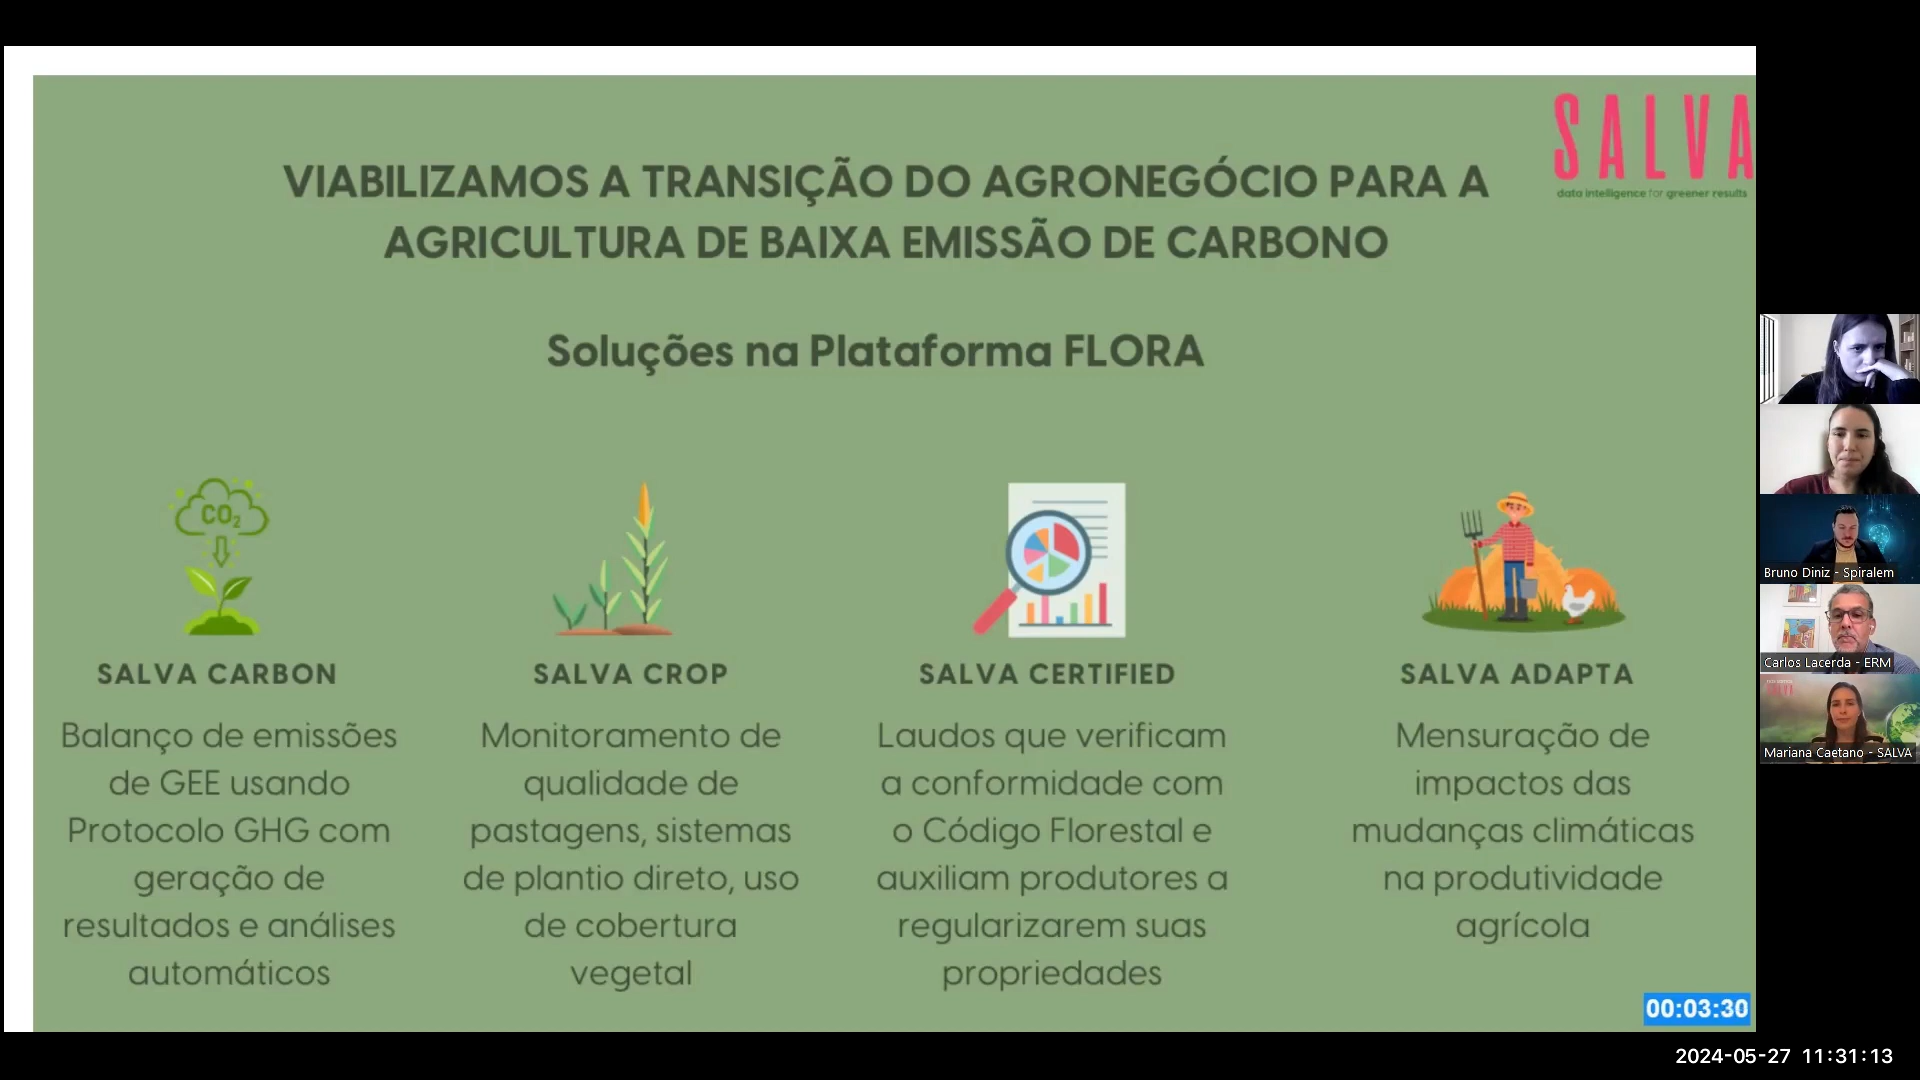 SALVA
data intelligence for greener results
VIABILIZAMOS A TRANSIÇÃO DO AGRONEGÓCIO PARA A
AGRICULTURA DE BAIXA EMISSÃO DE CARBONO
Soluções na Plataforma FLORA
CO2
SALVA CARBON
Balanço de emissões
de GEE usando
Protocolo GHG com
geração de
resultados e análises
automáticos
SALVA CROP
Monitoramento de
qualidade de
pastagens, sistemas
de plantio direto, uso
de cobertura
vegetal
SALVA CERTIFIED
Laudos que verificam
a conformidade com
o Código Florestal e
auxiliam produtores a
regularizarem suas
propriedades
SALVA ADAPTA
Mensuração de
impactos das
mudanças climáticas
na produtividade
agrícola
00:03:30
Bruno Diniz - Spiralem
Carlos Lacerda - ERM
SALVA
Mariana Caetano - SALVA
2024-05-27 11:31:13